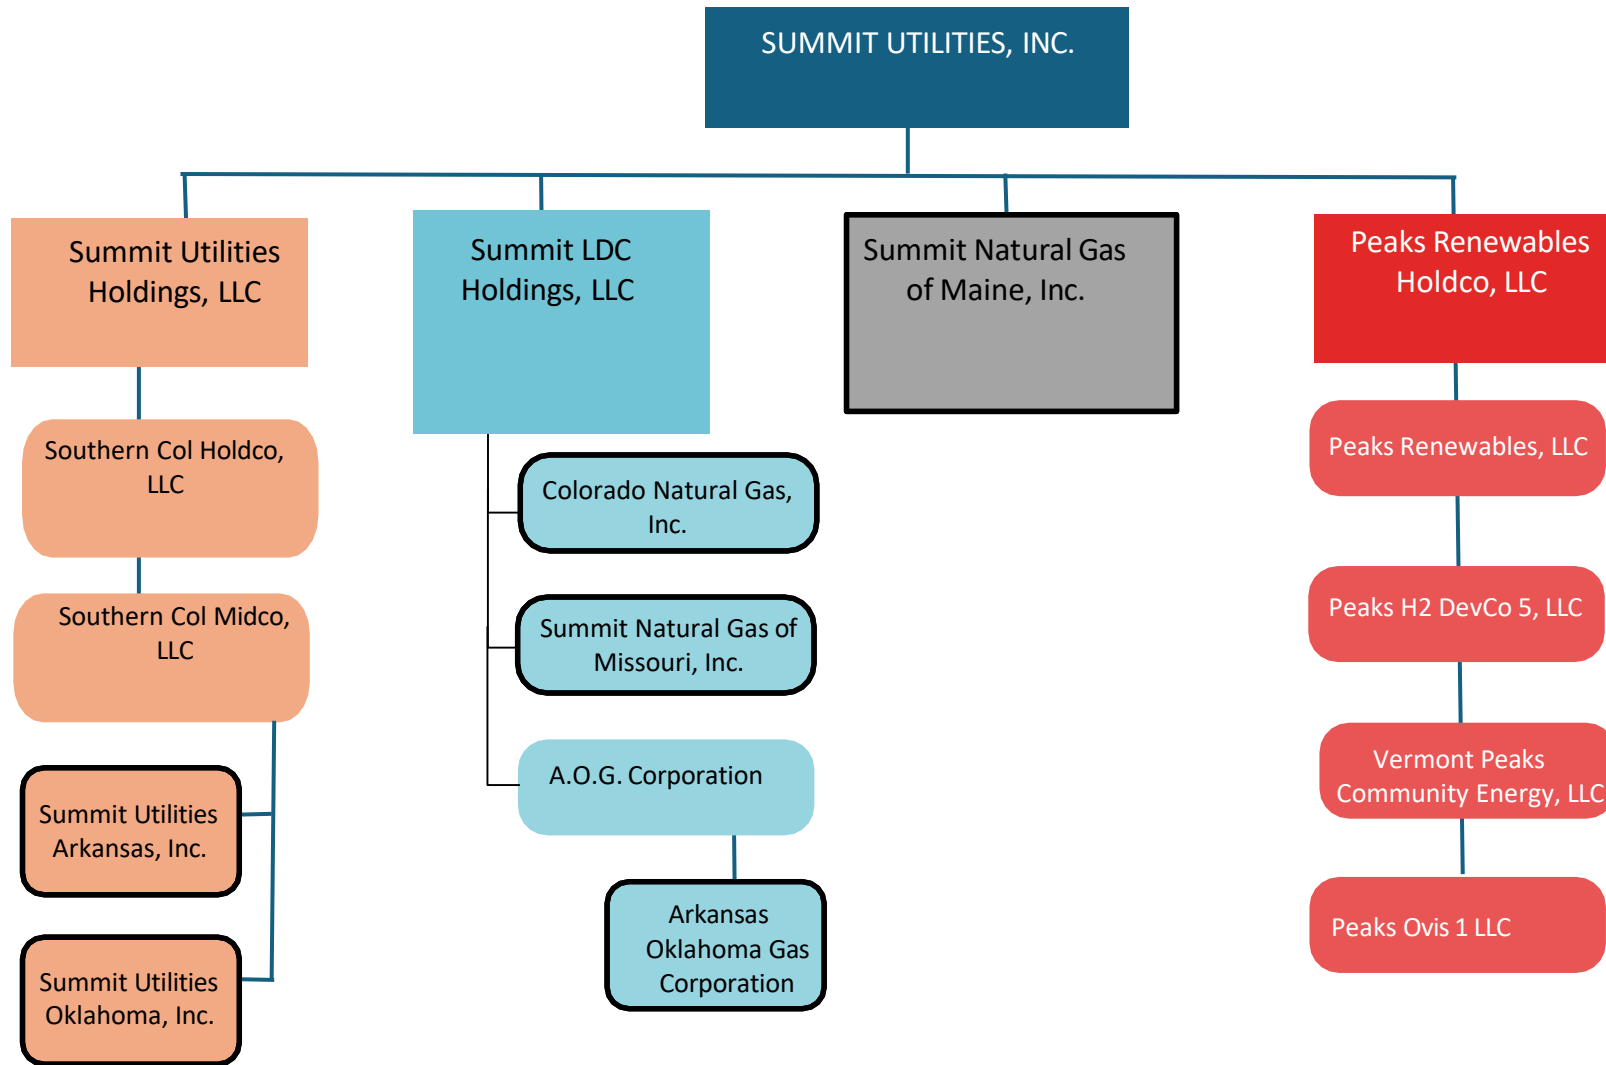 SUMMIT UTILITIES, INC.
Summit Utilities
Holdings, LLC
Southern Col Holdco,
LLC
Southern Col Midco,
LLC
Summit Utilities
Arkansas, Inc.
Summit Utilities
Oklahoma, Inc.
Summit LDC
Holdings, LLC
Colorado Natural Gas,
Inc.
Summit Natural Gas of
Missouri, Inc.
A.O.G. Corporation
Arkansas
Oklahoma Gas
Corporation
Summit Natural Gas
of Maine, Inc.
Peaks Renewables
Holdco, LLC
Peaks Renewables, LLC
Peaks H2 DevCo 5, LLC
Vermont Peaks
Community Energy, LLC
Peaks Ovis 1 LLC